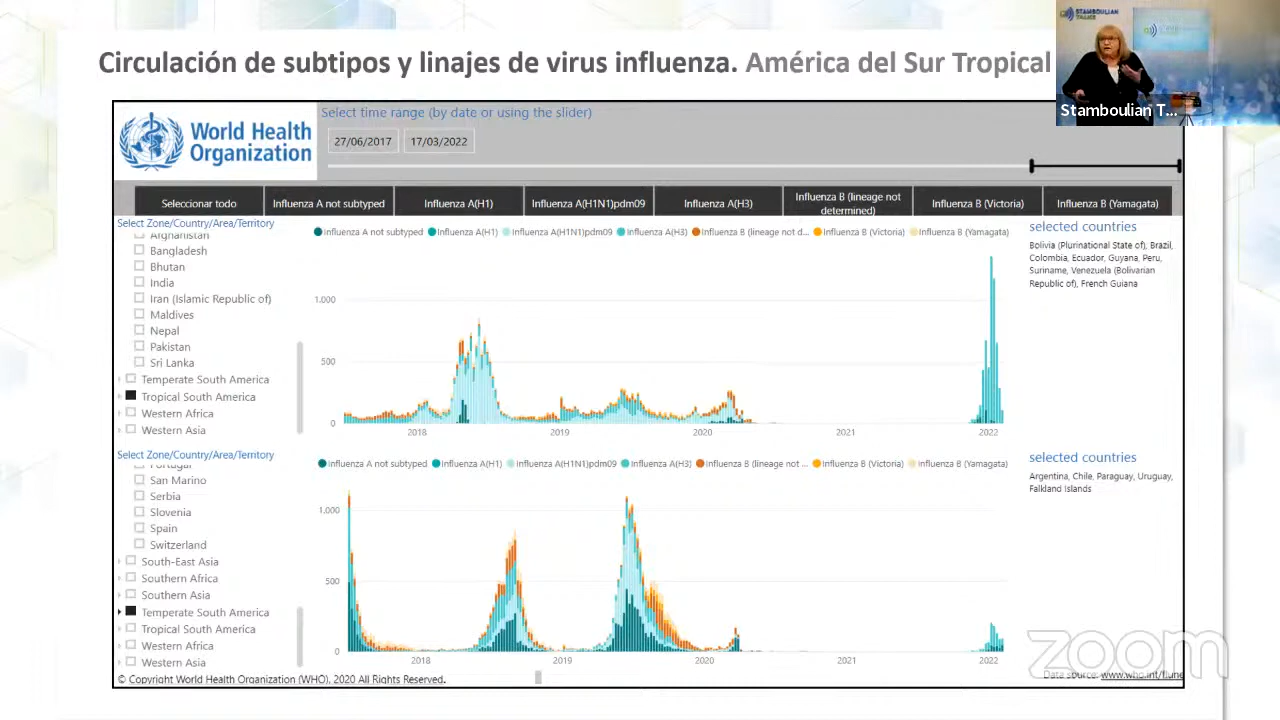 Circulación de subtipos y linajes de virus influenza. América del Sur Tropical
STAMBOULIAN
Stamboulian T...
World Health
Organization
Select time range (by date or using the slider)
27/06/2017
17/03/2022
Seleccionar todo
Influenza A not subtyped
Influenza A(H1)
Influenza A(H1N1)pdm09
Influenza A(H3)
Influenza B (lineage not
determined)
Influenza B (Victoria)
Influenza B (Yamagata)
Select Zone/Country/Area/Territory
Afghanistan
Bangladesh
Bhutan
India
Iran (Islamic Republic of)
Maldives
Nepal
Pakistan
Sri Lanka
Temperate South America
Tropical South America
Western Africa
Western Asia
Influenza A not subtyped
Influenza A(H1)
Influenza A(H1N1)pdm09
Influenza A(H3)
Influenza B (lineage not d...
Influenza B (Victoria)
Influenza B (Yamagata)
1.000
500
0
2018
2019
2020
2021
2022
selected countries
Bolivia (Plurinational State of), Brazil,
Colombia, Ecuador, Guyana, Peru,
Suriname, Venezuela (Bolivarian
Republic of), French Guiana
Select Zone/Country/Area/Territory
Portugal
San Marino
Serbia
Slovenia
Spain
Switzerland
South-East Asia
Southern Africa
Southern Asia
Temperate South America
Tropical South America
Western Africa
Western Asia
Influenza A not subtyped
Influenza A(H1)
Influenza A(H1N1)pdm09
Influenza A(H3)
Influenza B (lineage not ...
Influenza B (Victoria)
Influenza B (Yamagata)
1.000
500
0
2018
2019
2020
2021
2022
selected countries
Argentina, Chile, Paraguay, Uruguay,
Falkland Islands
© Copyright World Health Organization (WHO), 2020 All Rights Reserved.
Data source: www.who.int/flunet
zoom